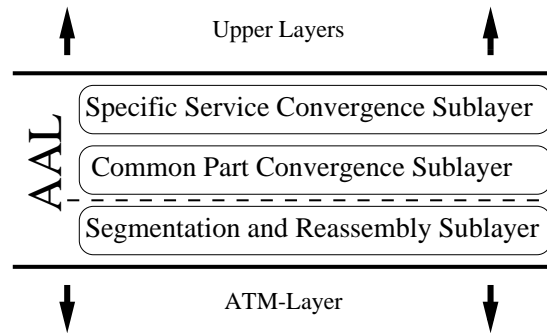 Upper Layers
AAL
Specific Service Convergence Sublayer
Common Part Convergence Sublayer
Segmentation and Reassembly Sublayer
ATM-Layer